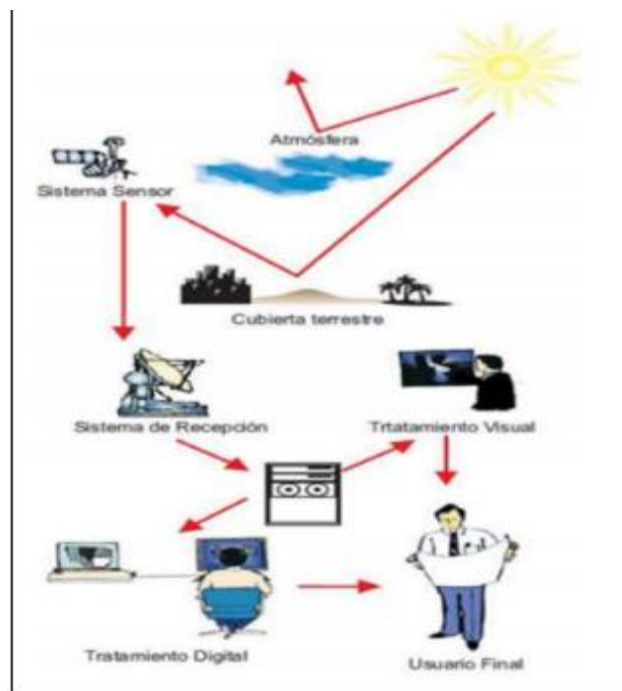 Atmósfera
Sistema Sensor
Cubierta terrestre
Sistema de Recepción
Trtatamiento Visual
Tratamiento Digital
Usuario Final